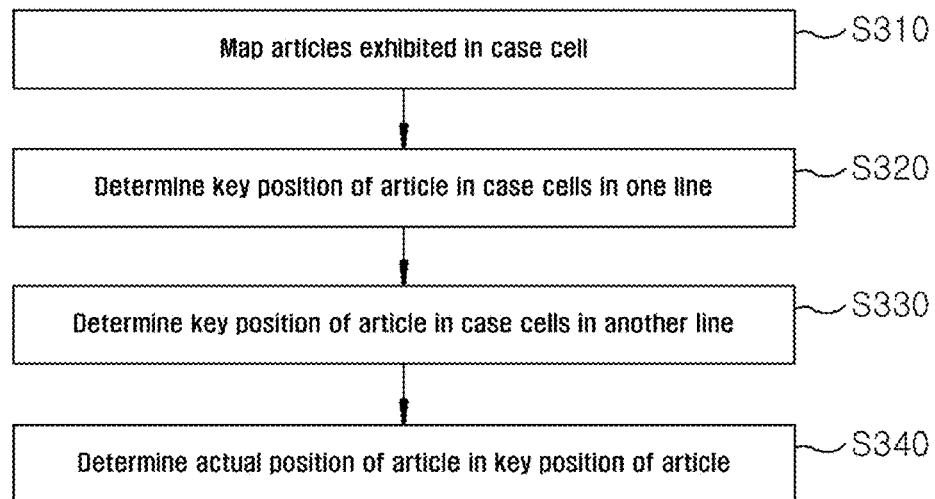 Map articles exhibited in case cell
S310
Determine key position of article in case cells in one line
S320
Determine key position of article in case cells in another line
S330
Determine actual position of article in key position of article
S340